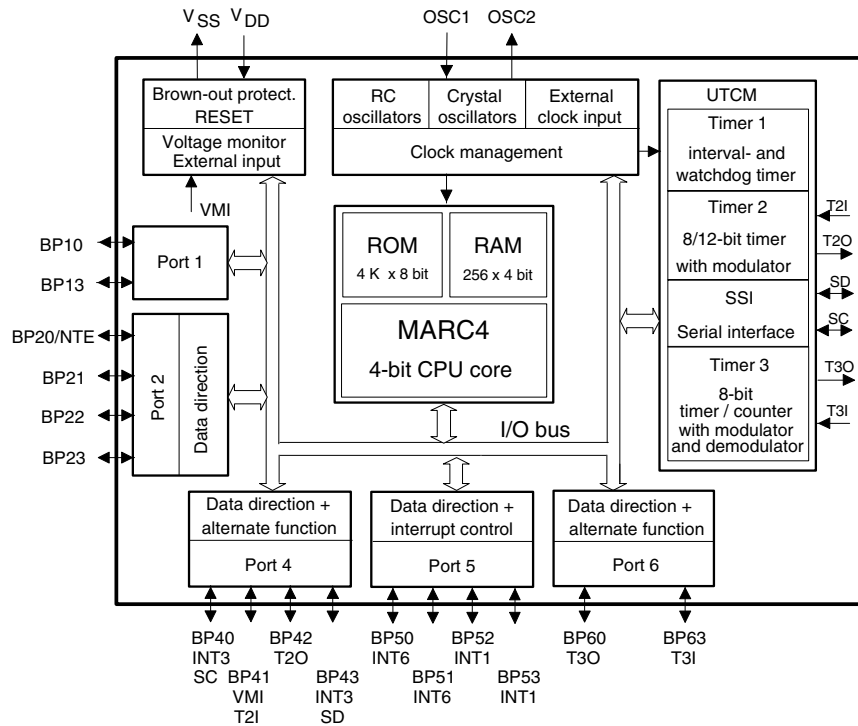 VSS
VDD
OSC1
OSC2
Brown-out protect.
RESET
Voltage monitor
External input
VMI
RC
oscillators
Crystal
oscillators
External
clock input
Clock management
UTCM
Timer 1
interval- and
watchdog timer
Timer 2
8/12-bit timer
with modulator
SSI
Serial interface
Timer 3
8-bit
timer / counter
with modulator
and demodulator
T2I
T2O
SD
SC
T3O
T3I
ROM
4 K x 8 bit
RAM
256 x 4 bit
MARC4
4-bit CPU core
I/O bus
BP10
BP13
Port 1
BP20/NTE
BP21
BP22
BP23
Port 2
Data direction
Data direction +
alternate function
Port 4
Data direction +
interrupt control
Port 5
Data direction +
alternate function
Port 6
BP40
INT3
SC
BP41
VMI
T2I
BP42
T2O
BP43
INT3
SD
BP50
INT6
BP51
INT6
BP52
INT1
BP53
INT1
BP60
T3O
BP63
T3I